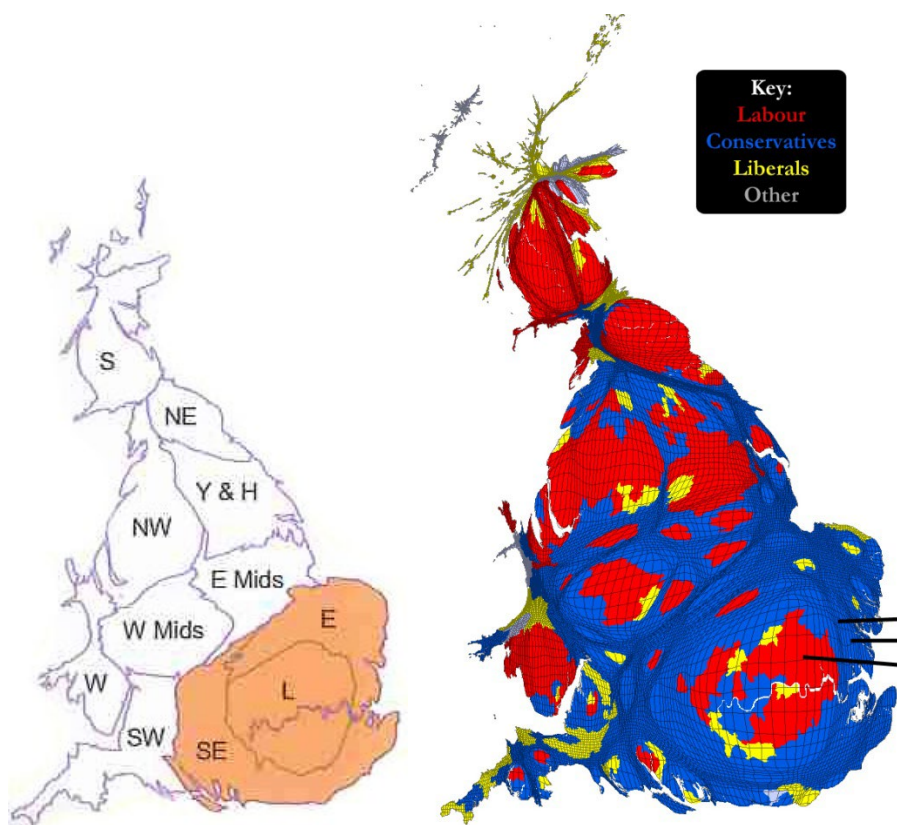 Key:
Labour
Conservatives
Liberals
Other
S
NE
Y & H
NW
E Mids
W Mids
E
L
W
SW
SE